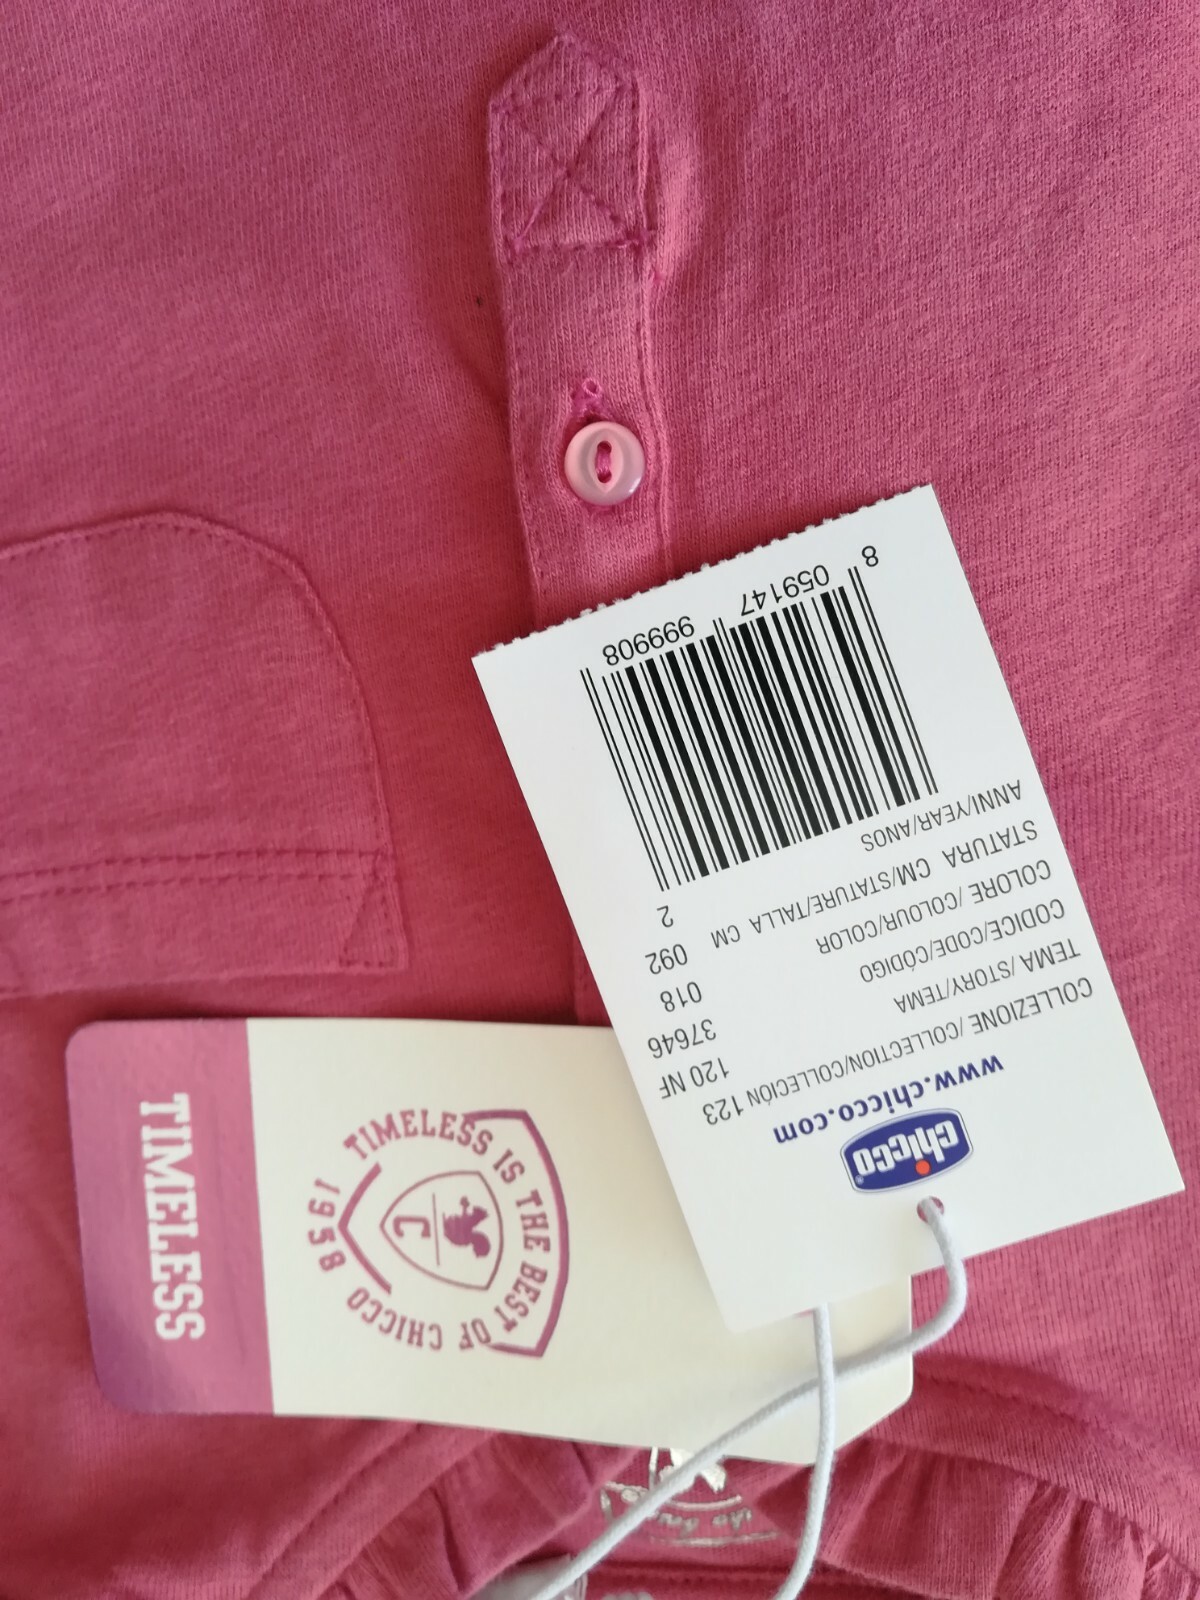 chicco
www.chicco.com
COLLEZIONE/COLLECTION/COLLECIÓN 123
TEMA/STORY/TEMA 120 NF
CODICE/CODE/CÓDIGO 37646
COLORE/COLOUR/COLOR 018
STATURA CM/STATURE/TALLA CM 092
ANNI/YEAR/ANOS 2
8 059147 999908
TIMELESS
TIMELESS IS THE BEST OF CHICCO 1958
C